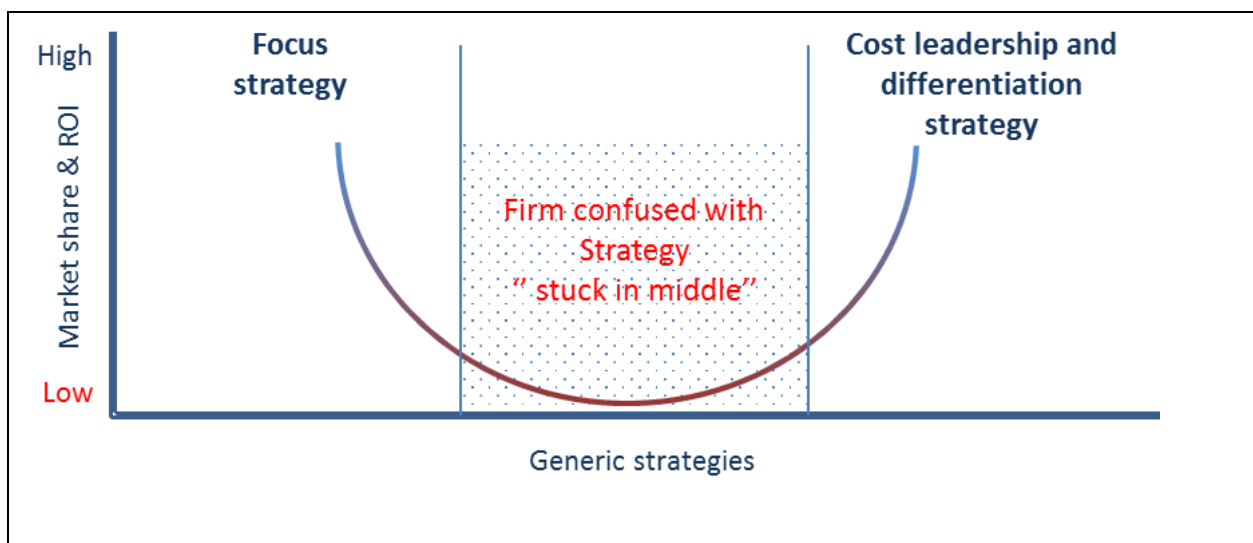 Focus
strategy
Cost leadership and
differentiation
strategy
High
Market share & ROI
Low
Firm confused with
Strategy
” stuck in middle”
Generic strategies